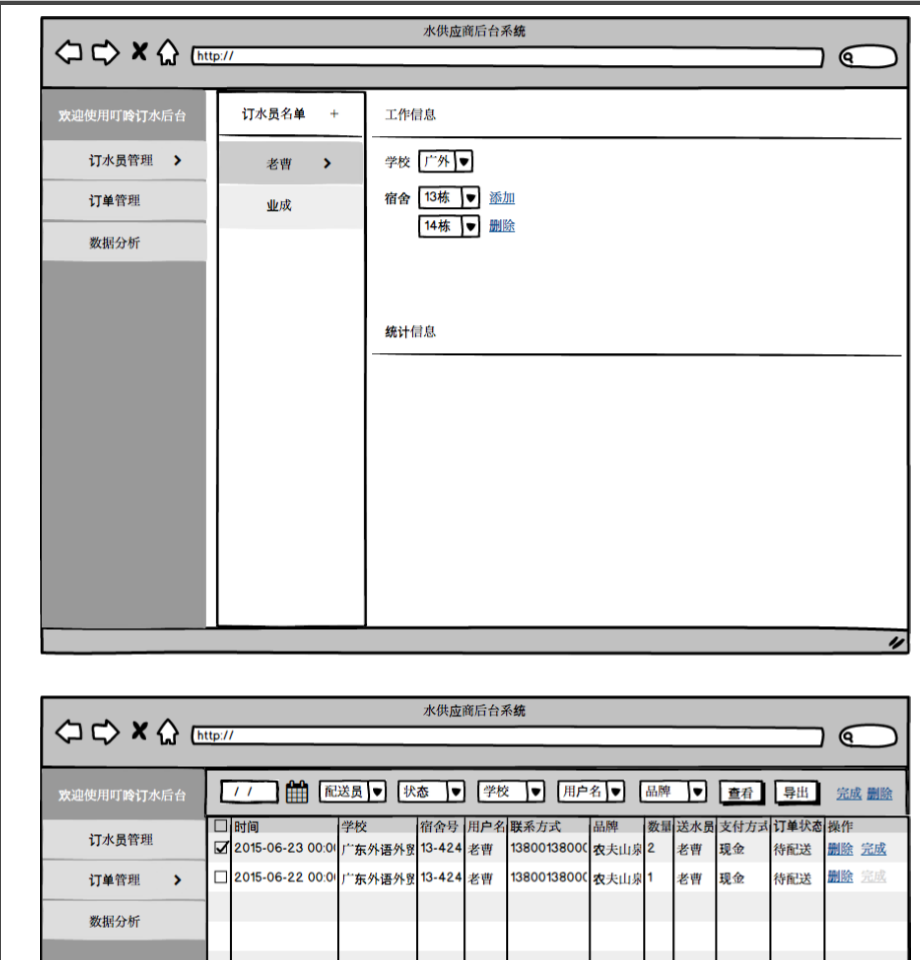 水供应商后台系统
http://
欢迎使用叮呤订水后台
订水员管理
订单管理
数据分析
订水员名单 +
老曹
业成
工作信息
学校 广外
宿舍 13栋 添加
14栋 删除
统计信息
水供应商后台系统
http://
欢迎使用叮呤订水后台
订水员管理
订单管理
数据分析
/ / 配送员 状态 学校 用户名 品牌 查看 导出 完成 删除
时间 学校 宿舍号 用户名 联系方式 品牌 数量 送水员 支付方式 订单状态 操作
2015-06-23 00:0 广东外语外贸 13-424 老曹 1380013800 农夫山泉 2 老曹 现金 待配送 删除 完成
2015-06-22 00:0 广东外语外贸 13-424 老曹 1380013800 农夫山泉 1 老曹 现金 待配送 删除 完成